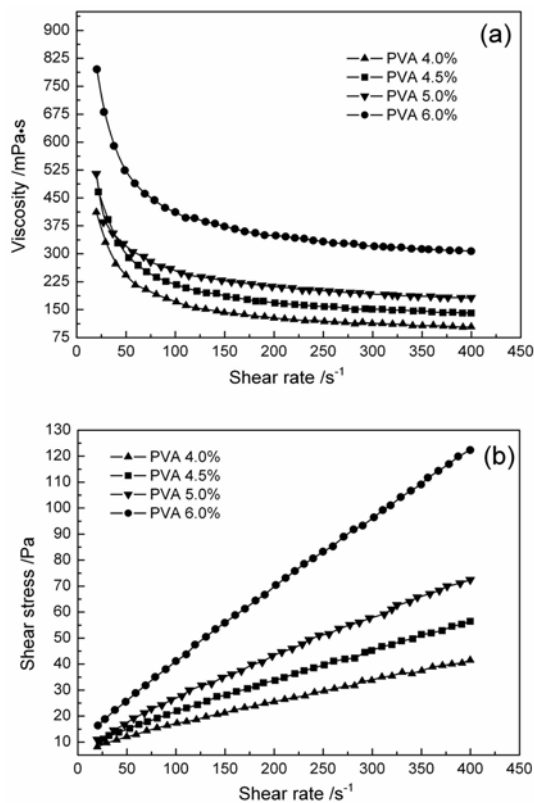 (a)
PVA 4.0%
PVA 4.5%
PVA 5.0%
PVA 6.0%
Viscosity /mPa•s
900
825
750
675
600
525
450
375
300
225
150
75
0 50 100 150 200 250 300 350 400 450
Shear rate /s⁻¹
(b)
PVA 4.0%
PVA 4.5%
PVA 5.0%
PVA 6.0%
Shear stress /Pa
130
120
110
100
90
80
70
60
50
40
30
20
10
0 50 100 150 200 250 300 350 400 450
Shear rate /s⁻¹